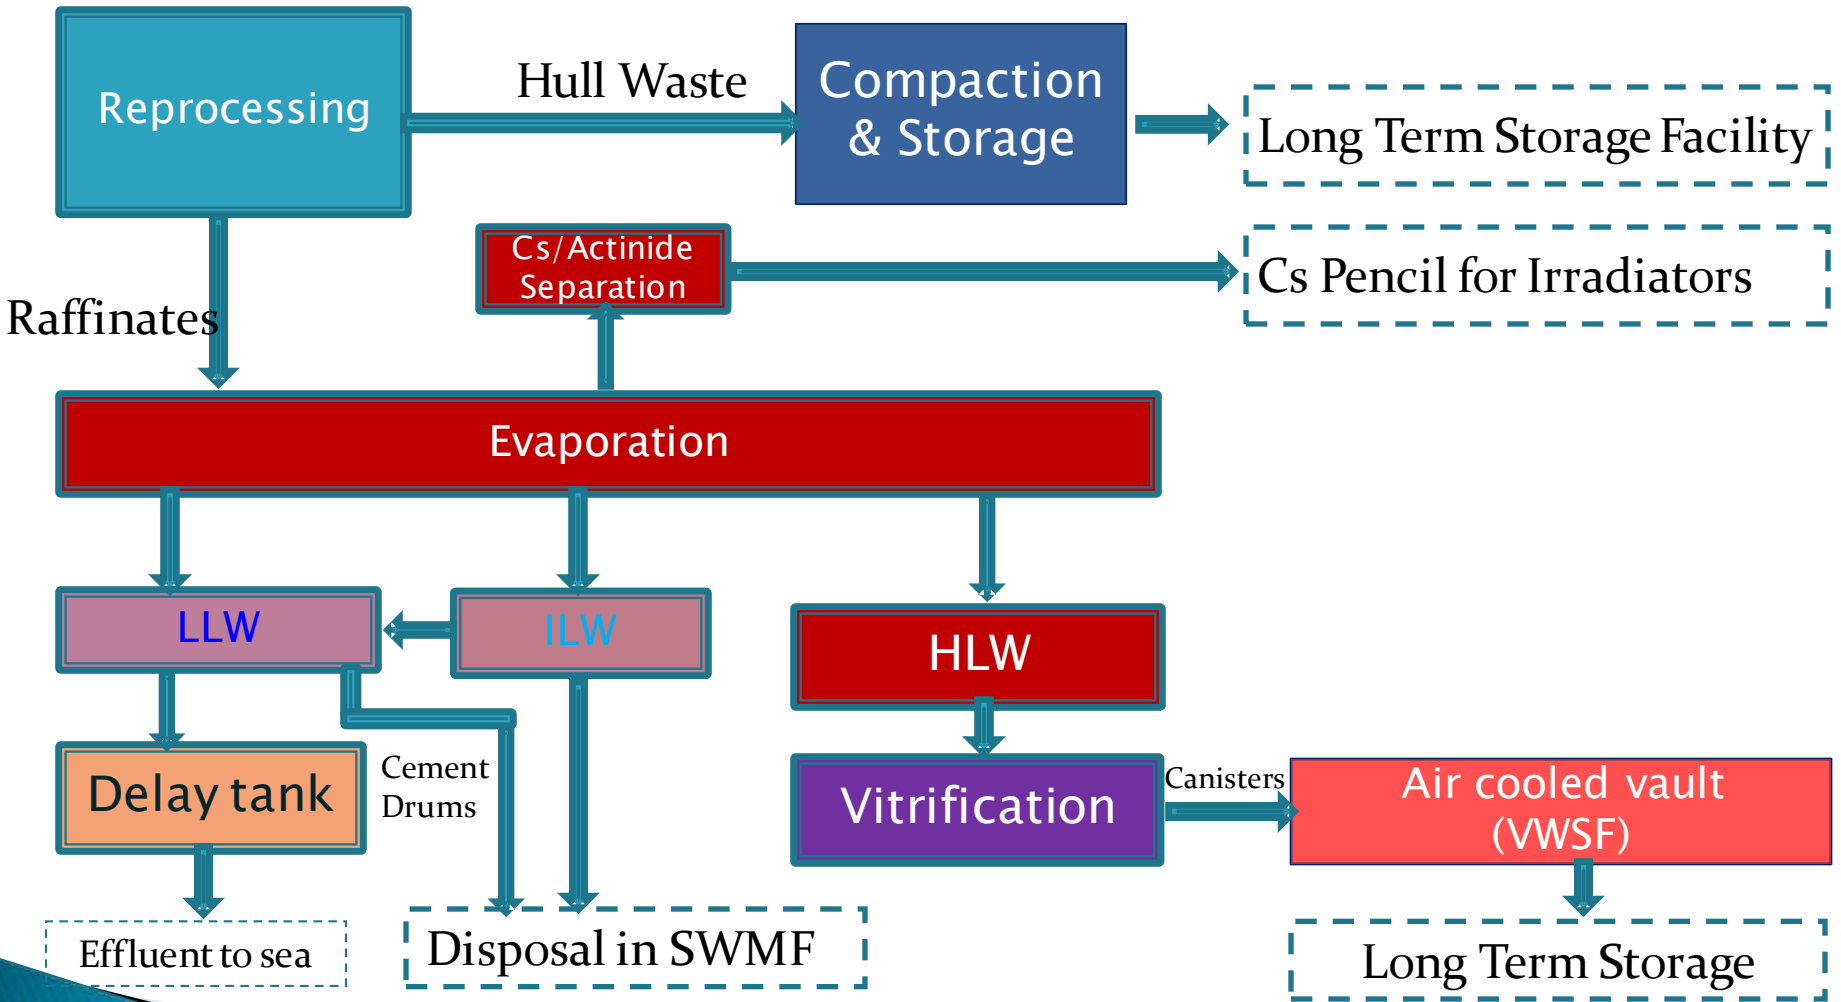 Reprocessing
Hull Waste
Compaction
& Storage
Long Term Storage Facility
Cs/Actinide
Separation
Cs Pencil for Irradiators
Raffinates
Evaporation
LLW
ILW
HLW
Delay tank
Cement
Drums
Vitrification
Canisters
Air cooled vault
(VWSF)
Effluent to sea
Disposal in SWMF
Long Term Storage